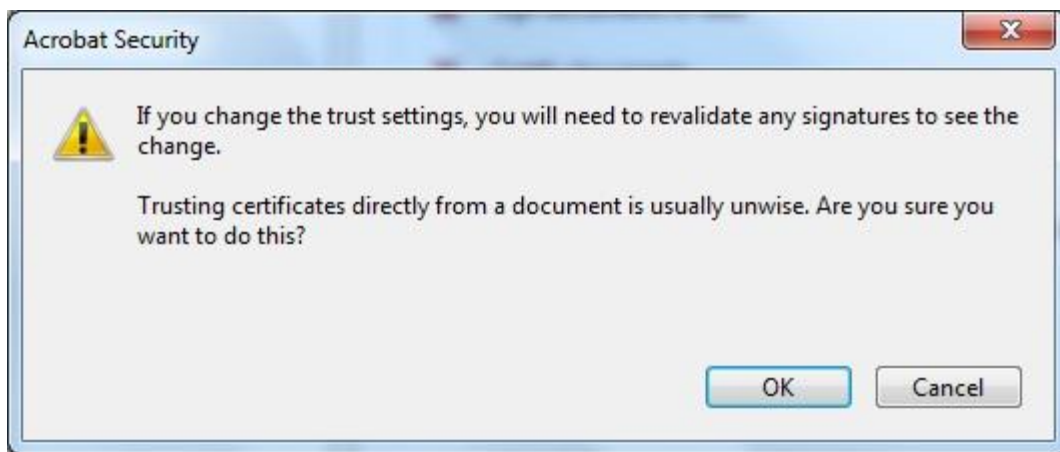 Acrobat Security
If you change the trust settings, you will need to revalidate any signatures to see the
change.
Trusting certificates directly from a document is usually unwise. Are you sure you
want to do this?
OK
Cancel